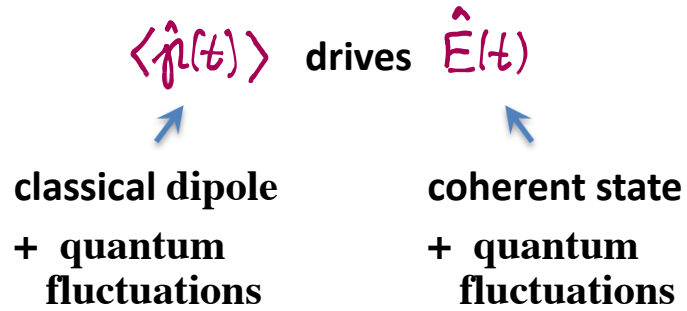 ⟨p̂(t)⟩ drives Ê(t)
classical dipole coherent state
+ quantum + quantum
fluctuations fluctuations